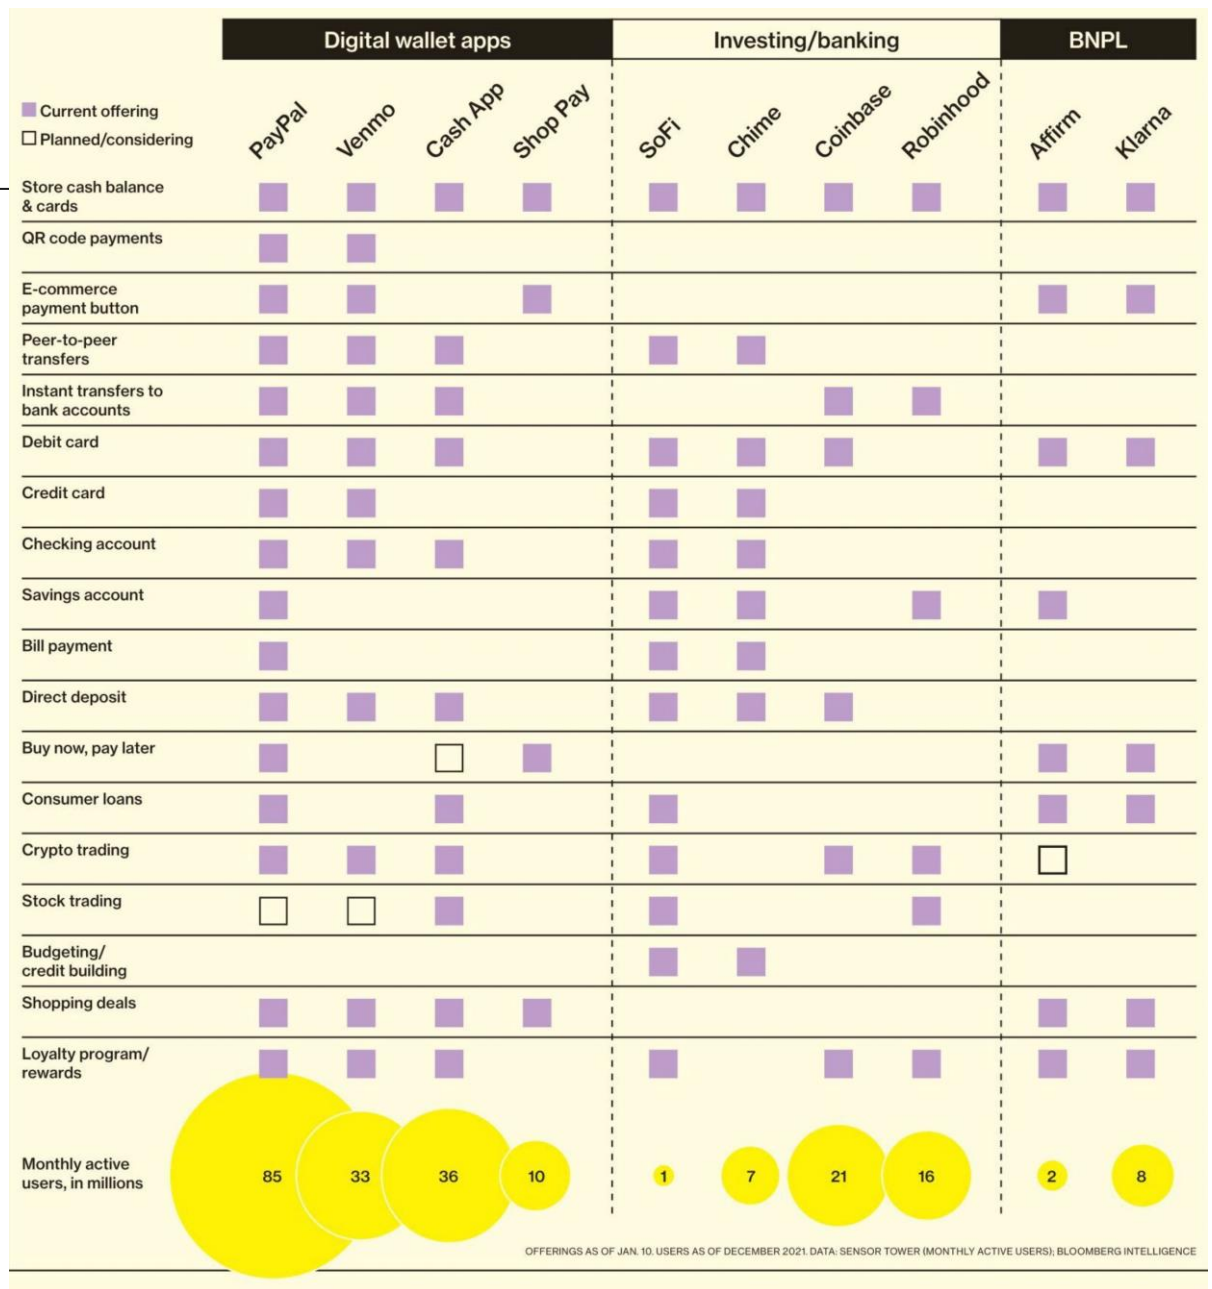 Digital wallet apps
Investing/banking
BNPL
Current offering
Planned/considering
PayPal
Venmo
Cash App
Shop Pay
SoFi
Chime
Coinbase
Robinhood
Affirm
Klarna
Store cash balance
& cards
QR code payments
E-commerce
payment button
Peer-to-peer
transfers
Instant transfers to
bank accounts
Debit card
Credit card
Checking account
Savings account
Bill payment
Direct deposit
Buy now, pay later
Consumer loans
Crypto trading
Stock trading
Budgeting/
credit building
Shopping deals
Loyalty program/
rewards
Monthly active
users, in millions
85
33
36
10
1
7
21
16
2
8
OFFERINGS AS OF JAN. 10. USERS AS OF DECEMBER 2021. DATA: SENSOR TOWER (MONTHLY ACTIVE USERS); BLOOMBERG INTELLIGENCE